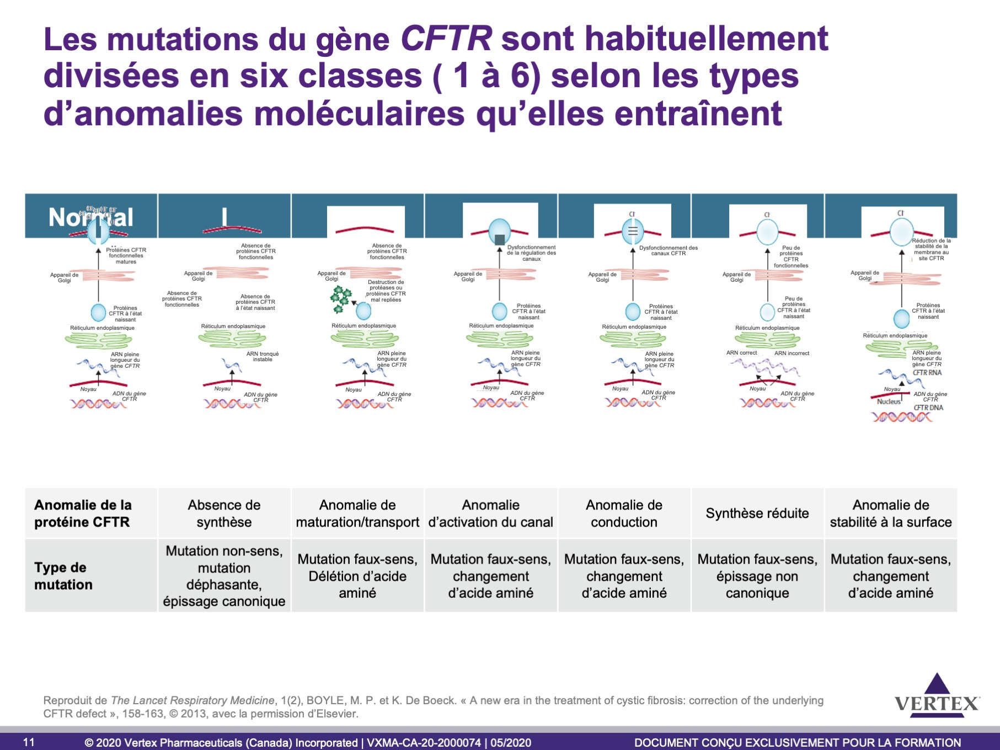 Les mutations du gène CFTR sont habituellement
divisées en six classes ( 1 à 6) selon les types
d’anomalies moléculaires qu’elles entraînent
Normal
I
Cl-
Cl-
Cl-
Protéines CFTR
fonctionnelles
matures
Appareil de
Golgi
Protéines
CFTR à l’état
naissant
Réticulum endoplasmique
ARN pleine
longueur du
gène CFTR
Noyau
ADN du gène
CFTR
Absence de
protéines CFTR
fonctionnelles
Appareil de
Golgi
Absence de
protéines CFTR
fonctionnelles
Absence de
protéines CFTR
à l’état naissant
Réticulum endoplasmique
ARN tronqué
instable
Noyau
ADN du gène
CFTR
Absence de
protéines CFTR
fonctionnelles
Appareil de
Golgi
Destruction de
protéases ou
protéines CFTR
mal repliées
Réticulum endoplasmique
ARN pleine
longueur du
gène CFTR
Noyau
ADN du gène
CFTR
Dysfonctionnement
de la régulation des
canaux
Appareil de
Golgi
Protéines
CFTR à l’état
naissant
Réticulum endoplasmique
ARN pleine
longueur du
gène CFTR
Noyau
ADN du gène
CFTR
Dysfonctionnement des
canaux CFTR
Appareil de
Golgi
Protéines
CFTR à l’état
naissant
Réticulum endoplasmique
ARN pleine
longueur du
gène CFTR
Noyau
ADN du gène
CFTR
Peu de
protéines
CFTR
fonctionnelles
Appareil de
Golgi
Peu de
protéines
CFTR à l’état
naissant
Réticulum endoplasmique
ARN correct
ARN incorrect
Noyau
ADN du gène
CFTR
Réduction de la
stabilité de la
membrane au
site CFTR
Appareil de
Golgi
Protéines
CFTR à l’état
naissant
Réticulum endoplasmique
ARN pleine
longueur du
gène CFTR
CFTR RNA
Noyau
Nucleus
ADN du gène
CFTR
CFTR DNA
Anomalie de la
protéine CFTR
Absence de
synthèse
Anomalie de
maturation/transport
Anomalie
d’activation du canal
Anomalie de
conduction
Synthèse réduite
Anomalie de
stabilité à la surface
Type de
mutation
Mutation non-sens,
mutation
déphasante,
épissage canonique
Mutation faux-sens,
Délétion d’acide
aminé
Mutation faux-sens,
changement
d’acide aminé
Mutation faux-sens,
changement
d’acide aminé
Mutation faux-sens,
épissage non
canonique
Mutation faux-sens,
changement
d’acide aminé
Reproduit de The Lancet Respiratory Medicine, 1(2), BOYLE, M. P. et K. De Boeck. « A new era in the treatment of cystic fibrosis: correction of the underlying
CFTR defect », 158-163, © 2013, avec la permission d’Elsevier.
VERTEX
11
© 2020 Vertex Pharmaceuticals (Canada) Incorporated | VXMA-CA-20-2000074 | 05/2020
DOCUMENT CONÇU EXCLUSIVEMENT POUR LA FORMATION